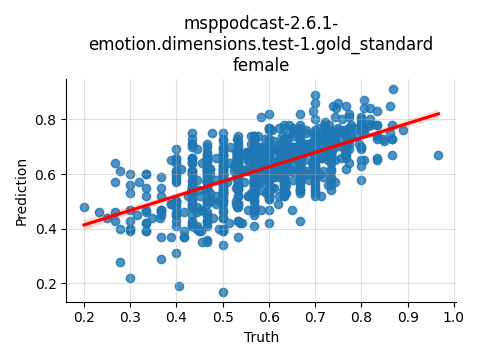 msppodcast-2.6.1-
emotion.dimensions.test-1.gold_standard
female
Prediction
0.8
0.6
0.4
0.2
0.2 0.3 0.4 0.5 0.6 0.7 0.8 0.9 1.0
Truth